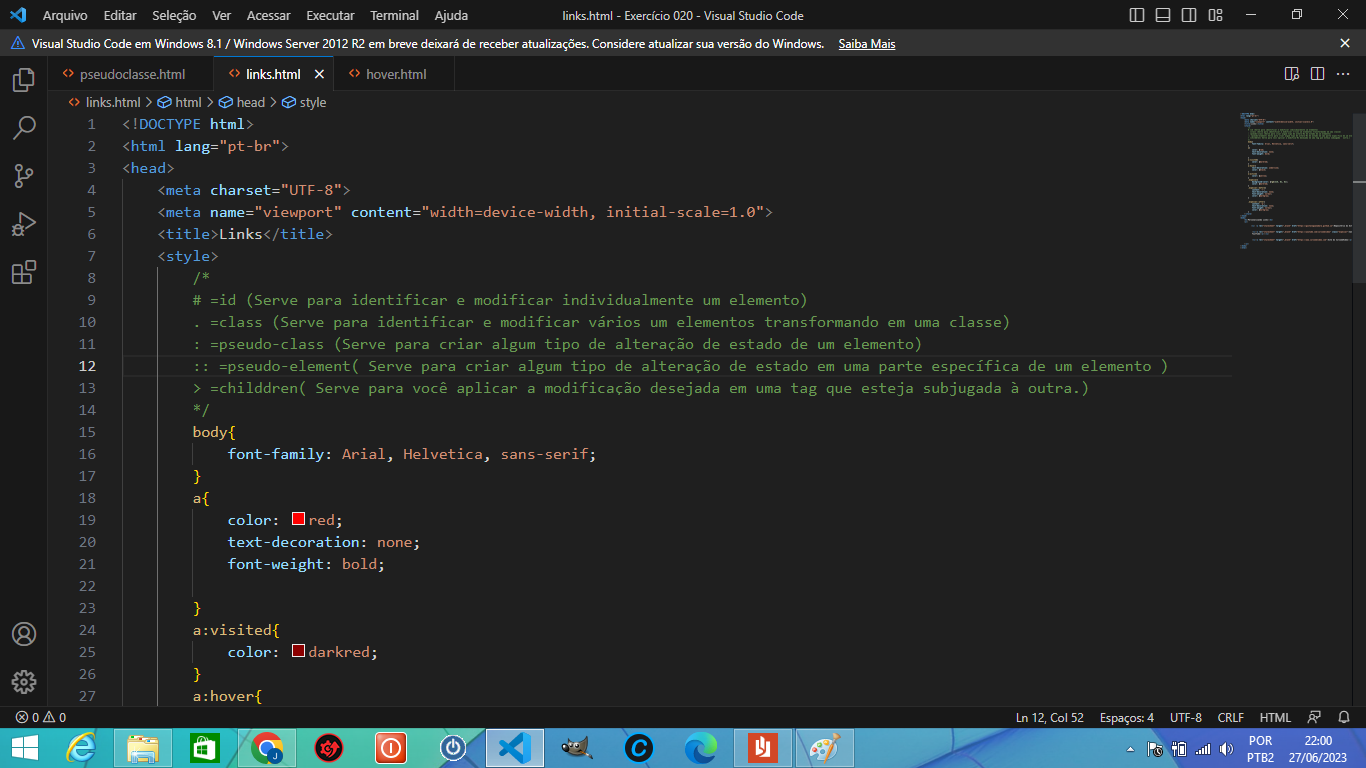 Arquivo Editar Seleção Ver Acessar Executar Terminal Ajuda links.html - Exercício 020 - Visual Studio Code
Visual Studio Code em Windows 8.1 / Windows Server 2012 R2 em breve deixará de receber atualizações. Considere atualizar sua versão do Windows. Saiba Mais
pseudoclasse.html links.html hover.html
links.html > html > head > style
1 <!DOCTYPE html>
2 <html lang="pt-br">
3 <head>
4 <meta charset="UTF-8">
5 <meta name="viewport" content="width=device-width, initial-scale=1.0">
6 <title>Links</title>
7 <style>
8 /*
9 # =id (Serve para identificar e modificar individualmente um elemento)
10 . =class (Serve para identificar e modificar vários um elementos transformando em uma classe)
11 : =pseudo-class (Serve para criar algum tipo de alteração de estado de um elemento)
12 :: =pseudo-element( Serve para criar algum tipo de alteração de estado em uma parte específica de um elemento )
13 > =childdren( Serve para você aplicar a modificação desejada em uma tag que esteja subjugada à outra.)
14 */
15 body{
16 font-family: Arial, Helvetica, sans-serif;
17 }
18 a{
19 color: red;
20 text-decoration: none;
21 font-weight: bold;
22
23 }
24 a:visited{
25 color: darkred;
26 }
27 a:hover{
0 0 Ln 12, Col 52 Espaços: 4 UTF-8 CRLF HTML
POR 22:00
PTB2 27/06/2023